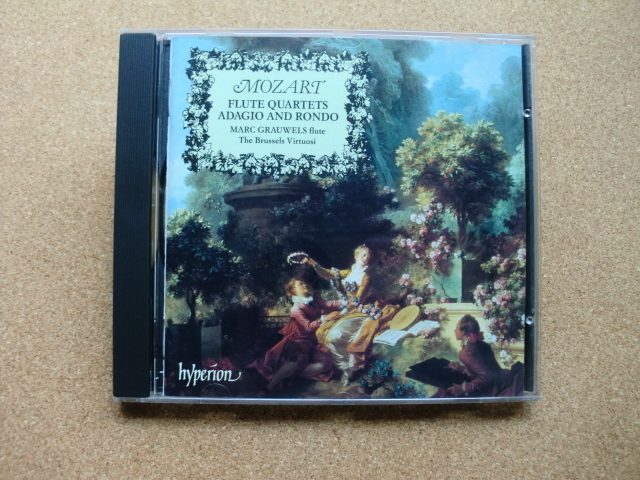 MOZART
FLUTE QUARTETS
ADAGIO AND RONDO
MARC GRAUWELS flute
The Brussels Virtuosi
hyperion